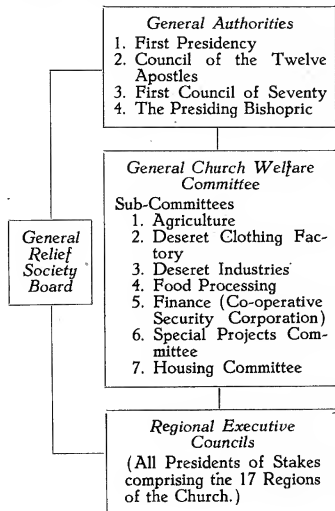 General Authorities
1. First Presidency
2. Council of the Twelve
Apostles
3. First Council of Seventy
4. The Presiding Bishopric
General Church Welfare
Committee
Sub-Committees
1. Agriculture
2. Deseret Clothing Fac-
tory
3. Deseret Industries
4. Food Processing
5. Finance (Co-operative
Security Corporation)
6. Special Projects Com-
mittee
7. Housing Committee
General
Relief
Society
Board
Regional Executive
Councils
(All Presidents of Stakes
comprising the 17 Regions
of the Church.)